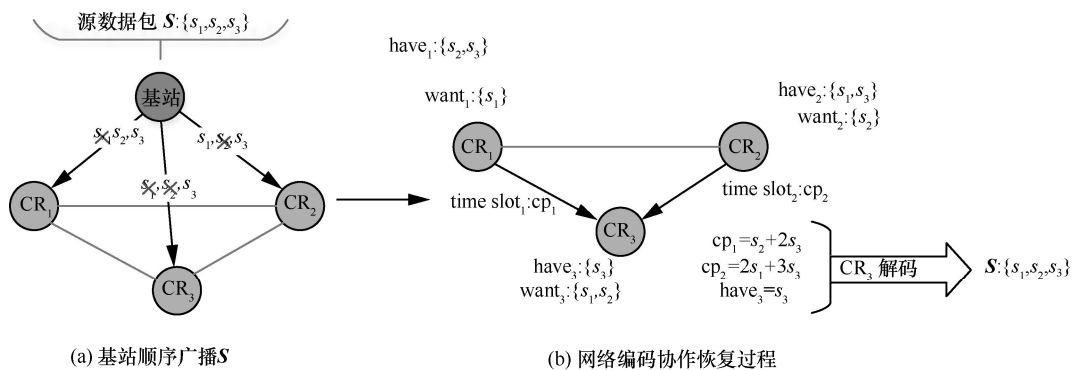 源数据包 S:{s₁,s₂,s₃}
基站
s₁s₂,s₃
s₁,s₂,s₃
s₁,s₂,s₃
CR₁
CR₂
CR₃
(a) 基站顺序广播S
have₁:{s₂,s₃}
want₁:{s₁}
have₂:{s₁,s₃}
want₂:{s₂}
CR₁
CR₂
time slot₁:cp₁
time slot₂:cp₂
CR₃
have₃:{s₃}
want₃:{s₁,s₂}
cp₁=s₂+2s₃
cp₂=2s₁+3s₃
have₃=s₃
CR₃ 解码
S:{s₁,s₂,s₃}
(b) 网络编码协作恢复过程